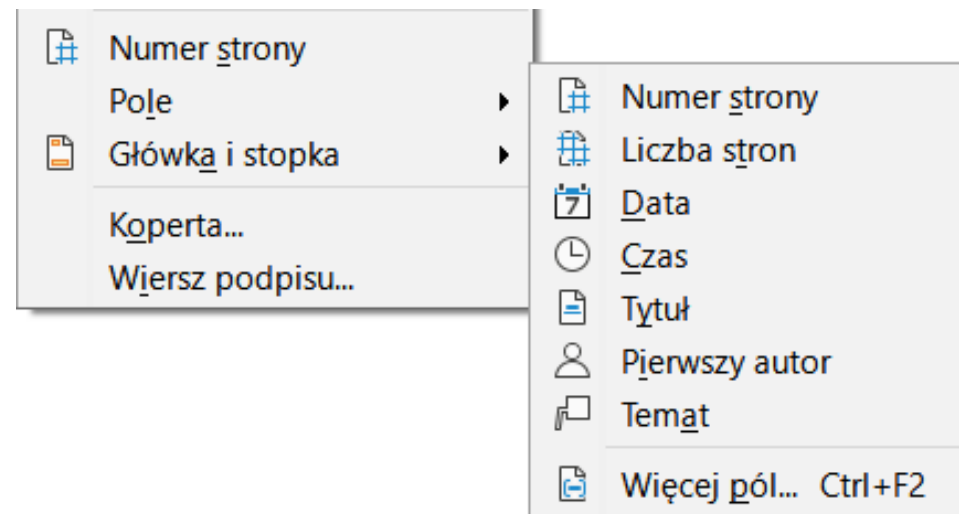 Numer strony
Pole
Główka i stopka
Koperta...
Wiersz podpisu...
Numer strony
Liczba stron
7
Data
Czas
Tytuł
Pierwszy autor
Temat
Więcej pól... Ctrl+F2